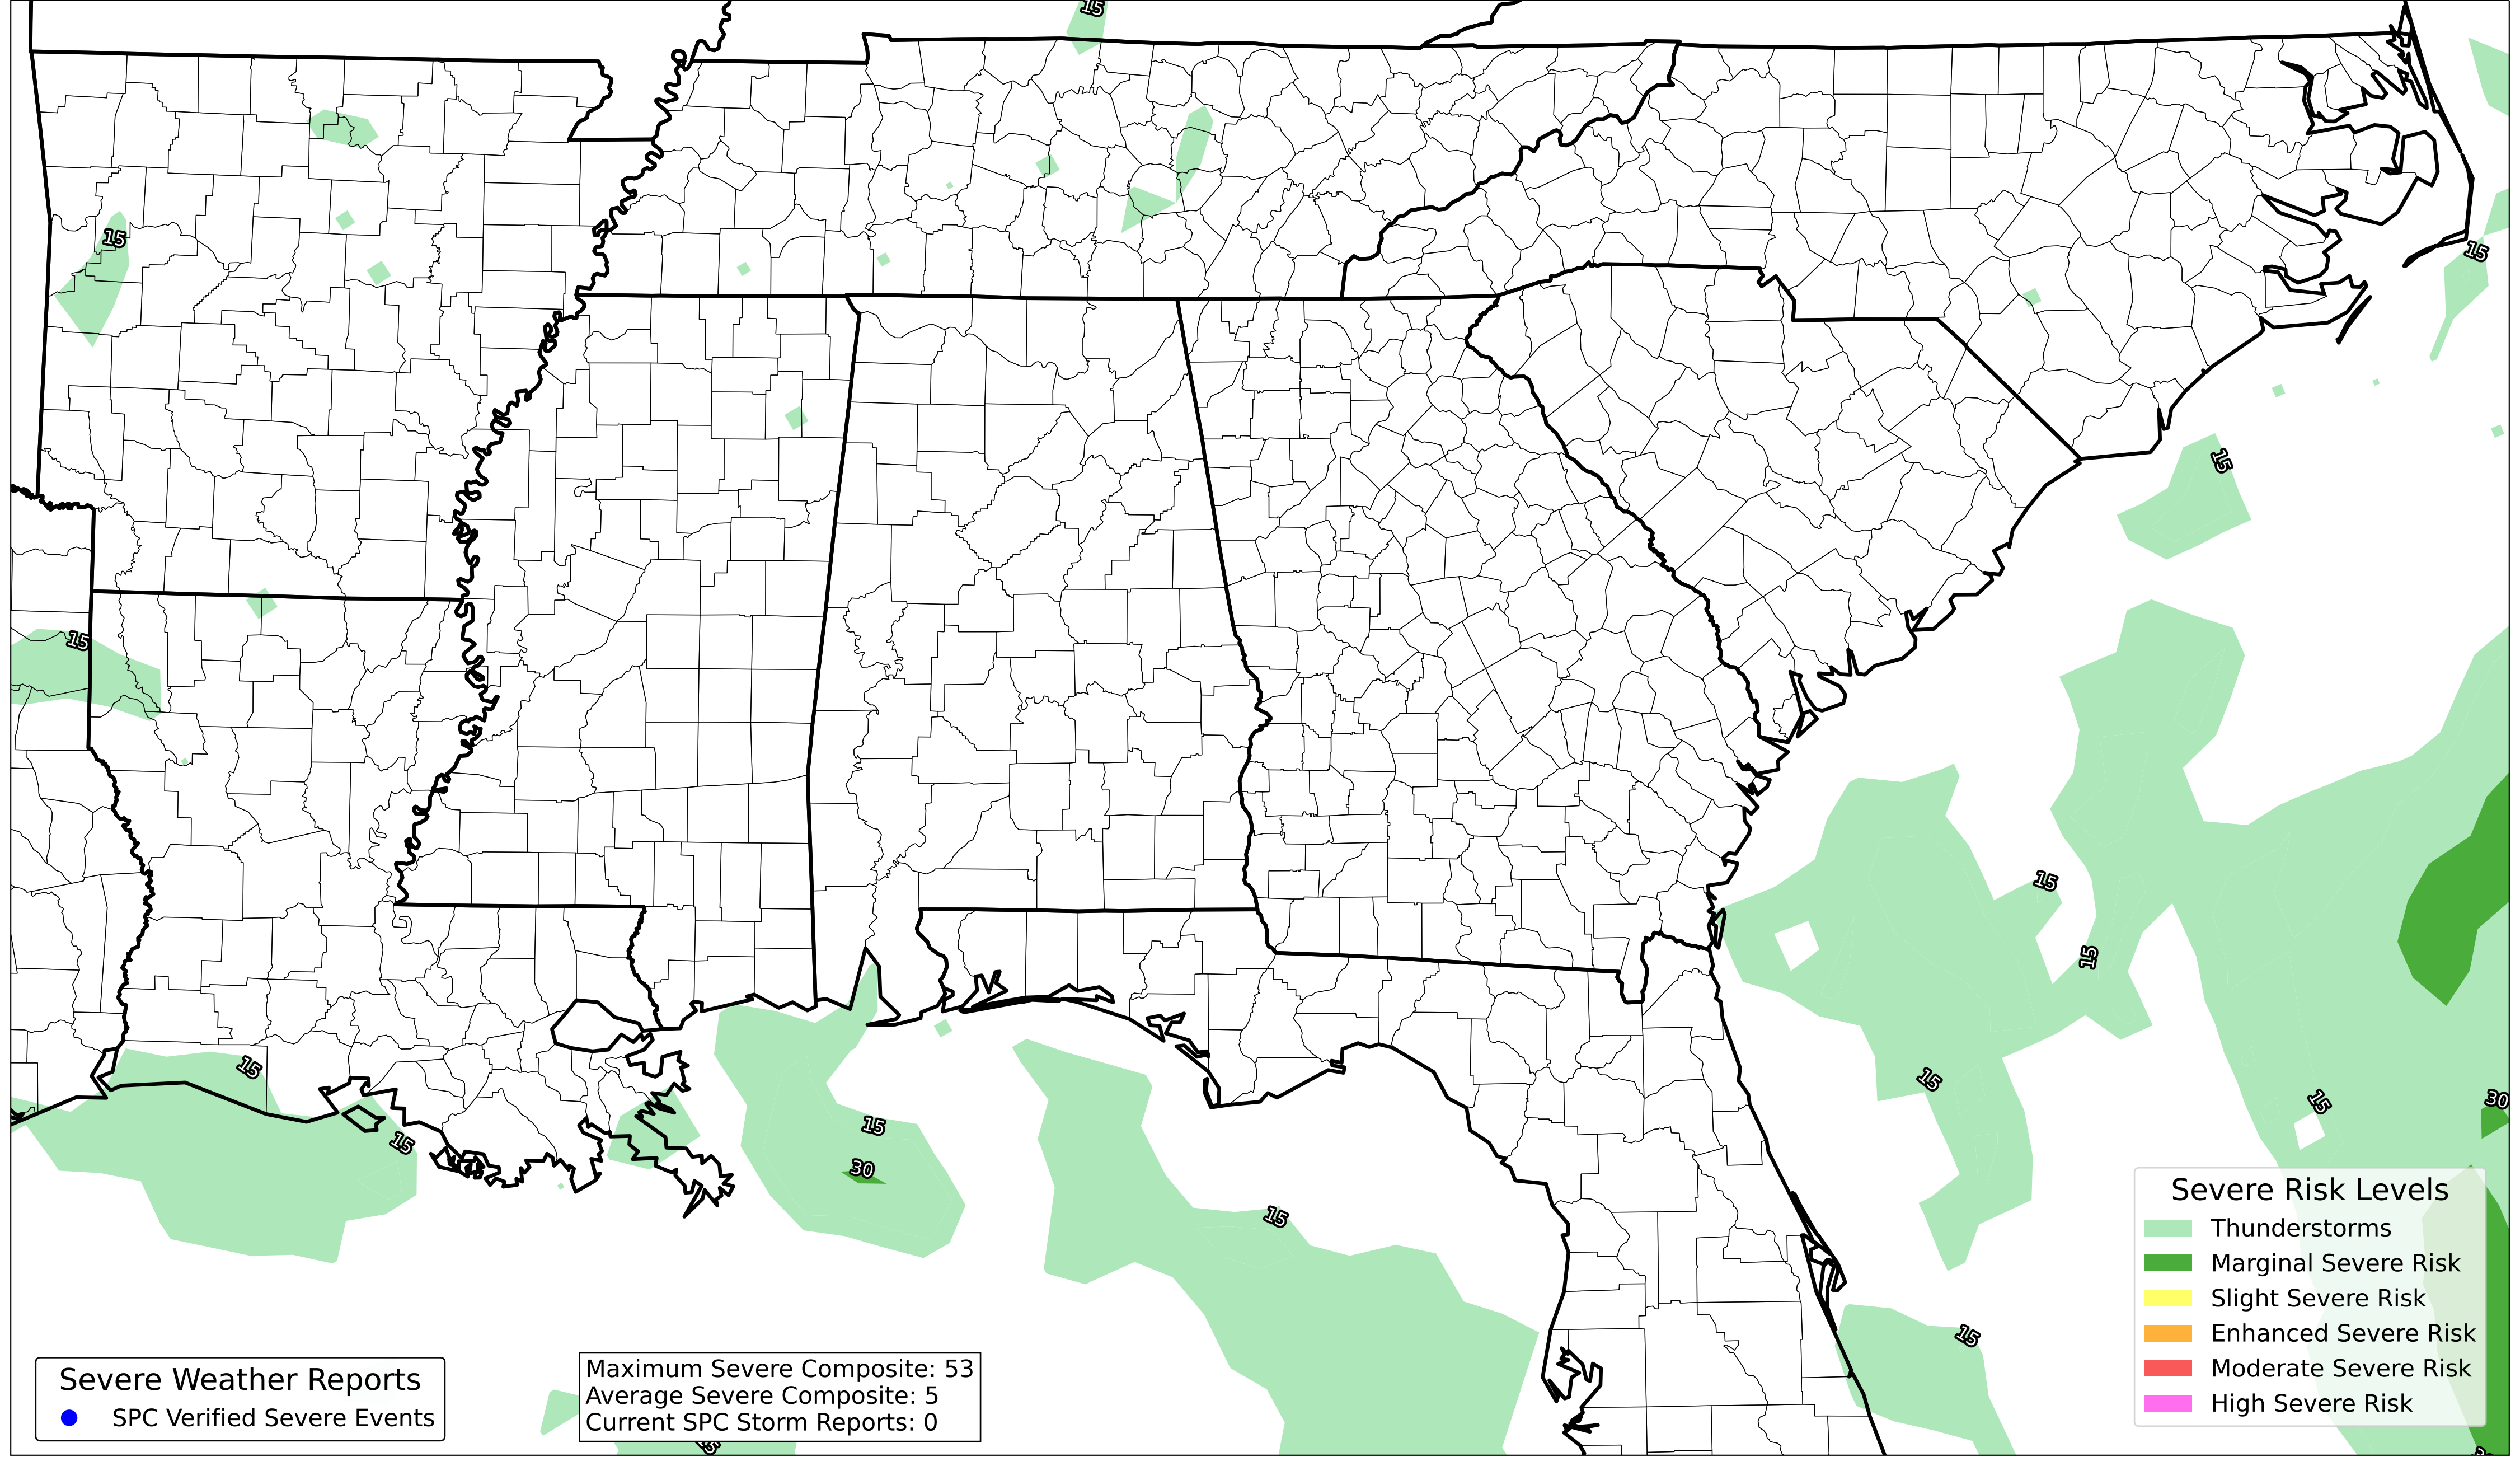 15
15
15
15
15
15
15
15
15
30
15
15
15
30
15
15
15
Severe Risk Levels
Thunderstorms
Marginal Severe Risk
Slight Severe Risk
Enhanced Severe Risk
Moderate Severe Risk
High Severe Risk
Severe Weather Reports
SPC Verified Severe Events
Maximum Severe Composite: 53
Average Severe Composite: 5
Current SPC Storm Reports: 0